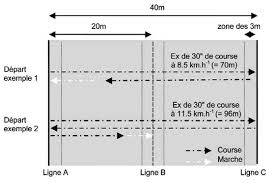 40m
20m
zone des 3m
Départ
exemple 1
Ex de 30" de course
à 8.5 km.h⁻¹ (= 70m)
Départ
exemple 2
Ex de 30" de course
à 11.5 km.h⁻¹ (= 96m)
Ligne A
Ligne B
Ligne C
Course
Marche